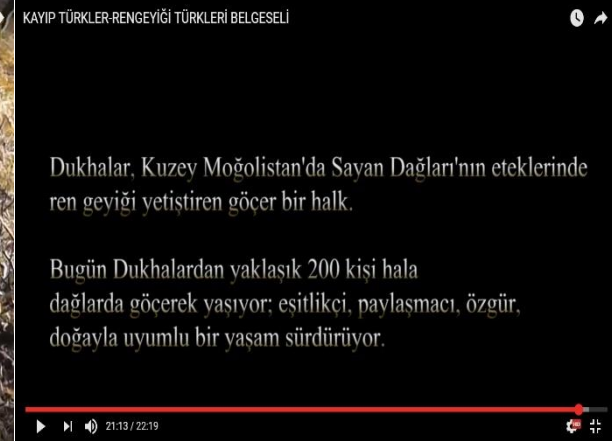 KAYIP TÜRKLER-RENGEYİĞİ TÜRKLERİ BELGESELİ
Dukhalar, Kuzey Moğolistan'da Sayan Dağları'nın eteklerinde
ren geyiği yetiştiren göçer bir halk.
Bugün Dukhalardan yaklaşık 200 kişi hala
dağlarda göçerek yaşıyor; eşitlikçi, paylaşmacı, özgür,
doğayla uyumlu bir yaşam sürdürüyor.
21:13 / 22:19